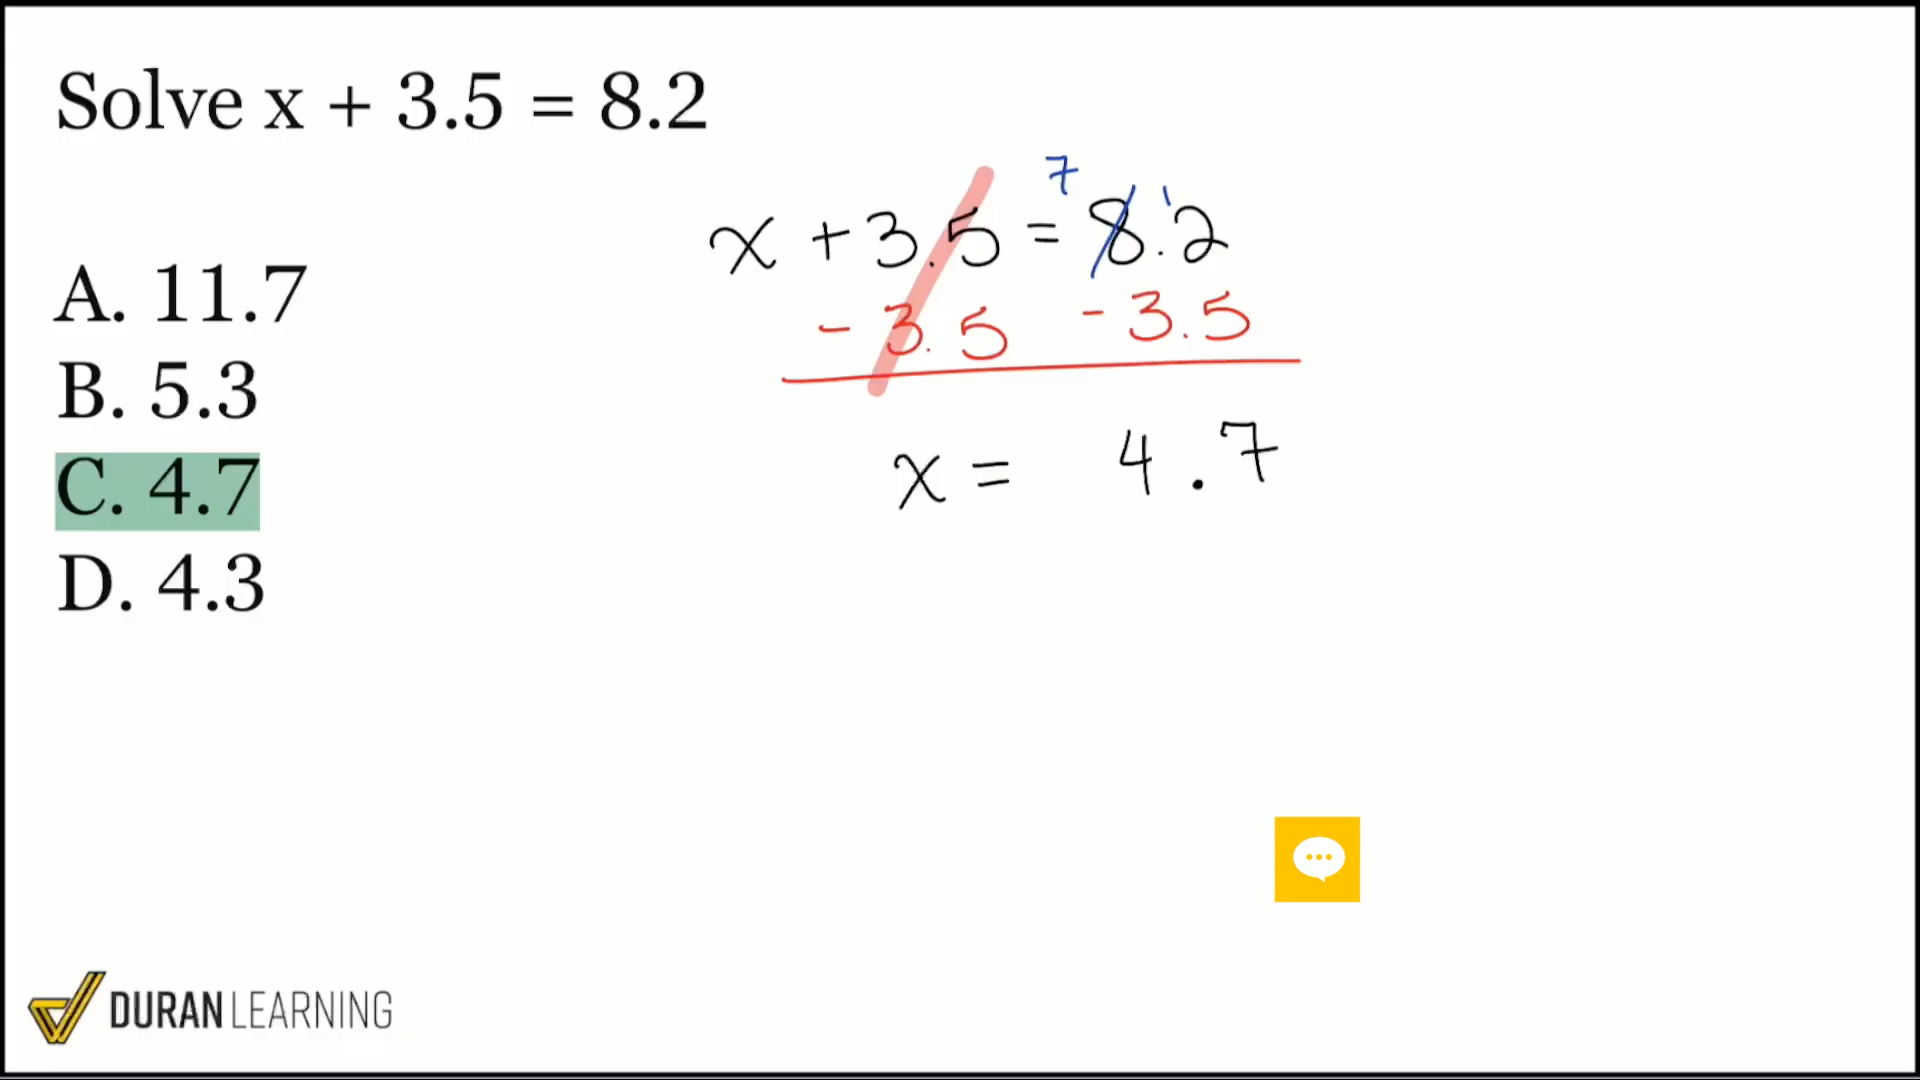 Solve x + 3.5 = 8.2
7 1
x + 3.5 = 8.2
- 3.5 - 3.5
x = 4.7
A. 11.7
B. 5.3
C. 4.7
D. 4.3
DURAN LEARNING